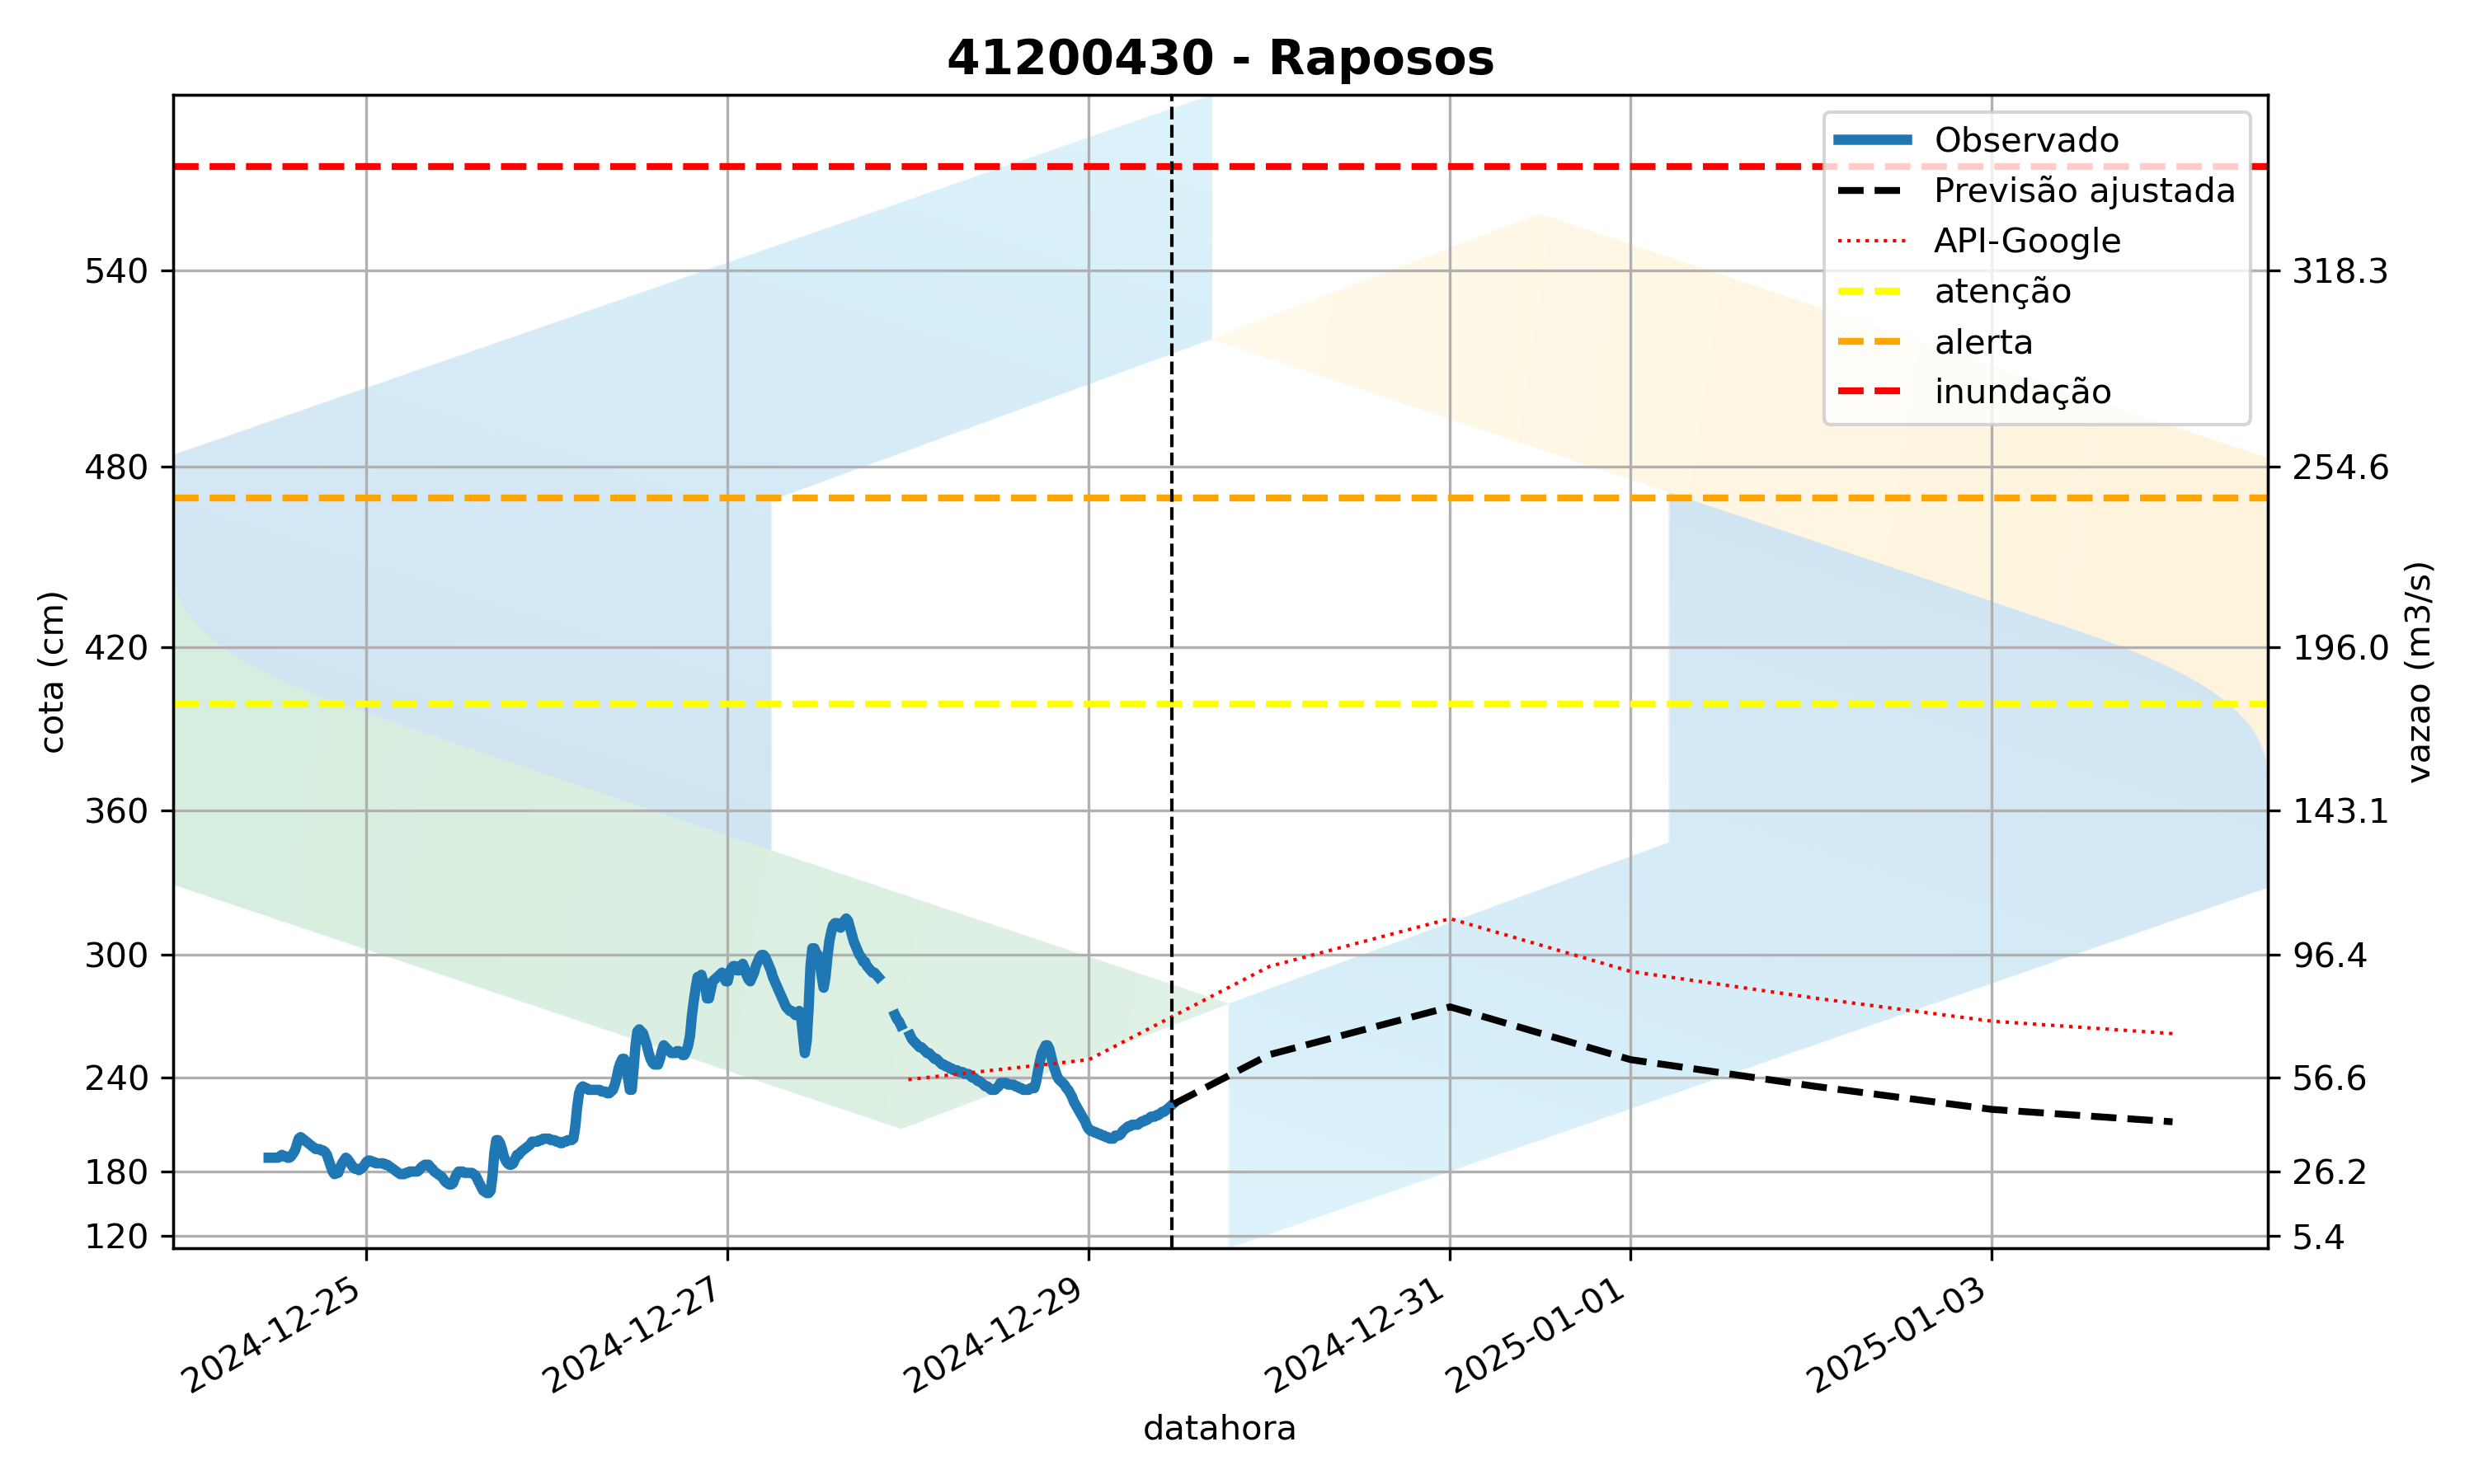 41200430 - Raposos
Observado
Previsão ajustada
API-Google
atenção
alerta
inundação
cota (cm)
540
480
420
360
300
240
180
120
vazao (m3/s)
318.3
254.6
196.0
143.1
96.4
56.6
26.2
5.4
2024-12-25
2024-12-27
2024-12-29
2024-12-31
2025-01-01
2025-01-03
datahora